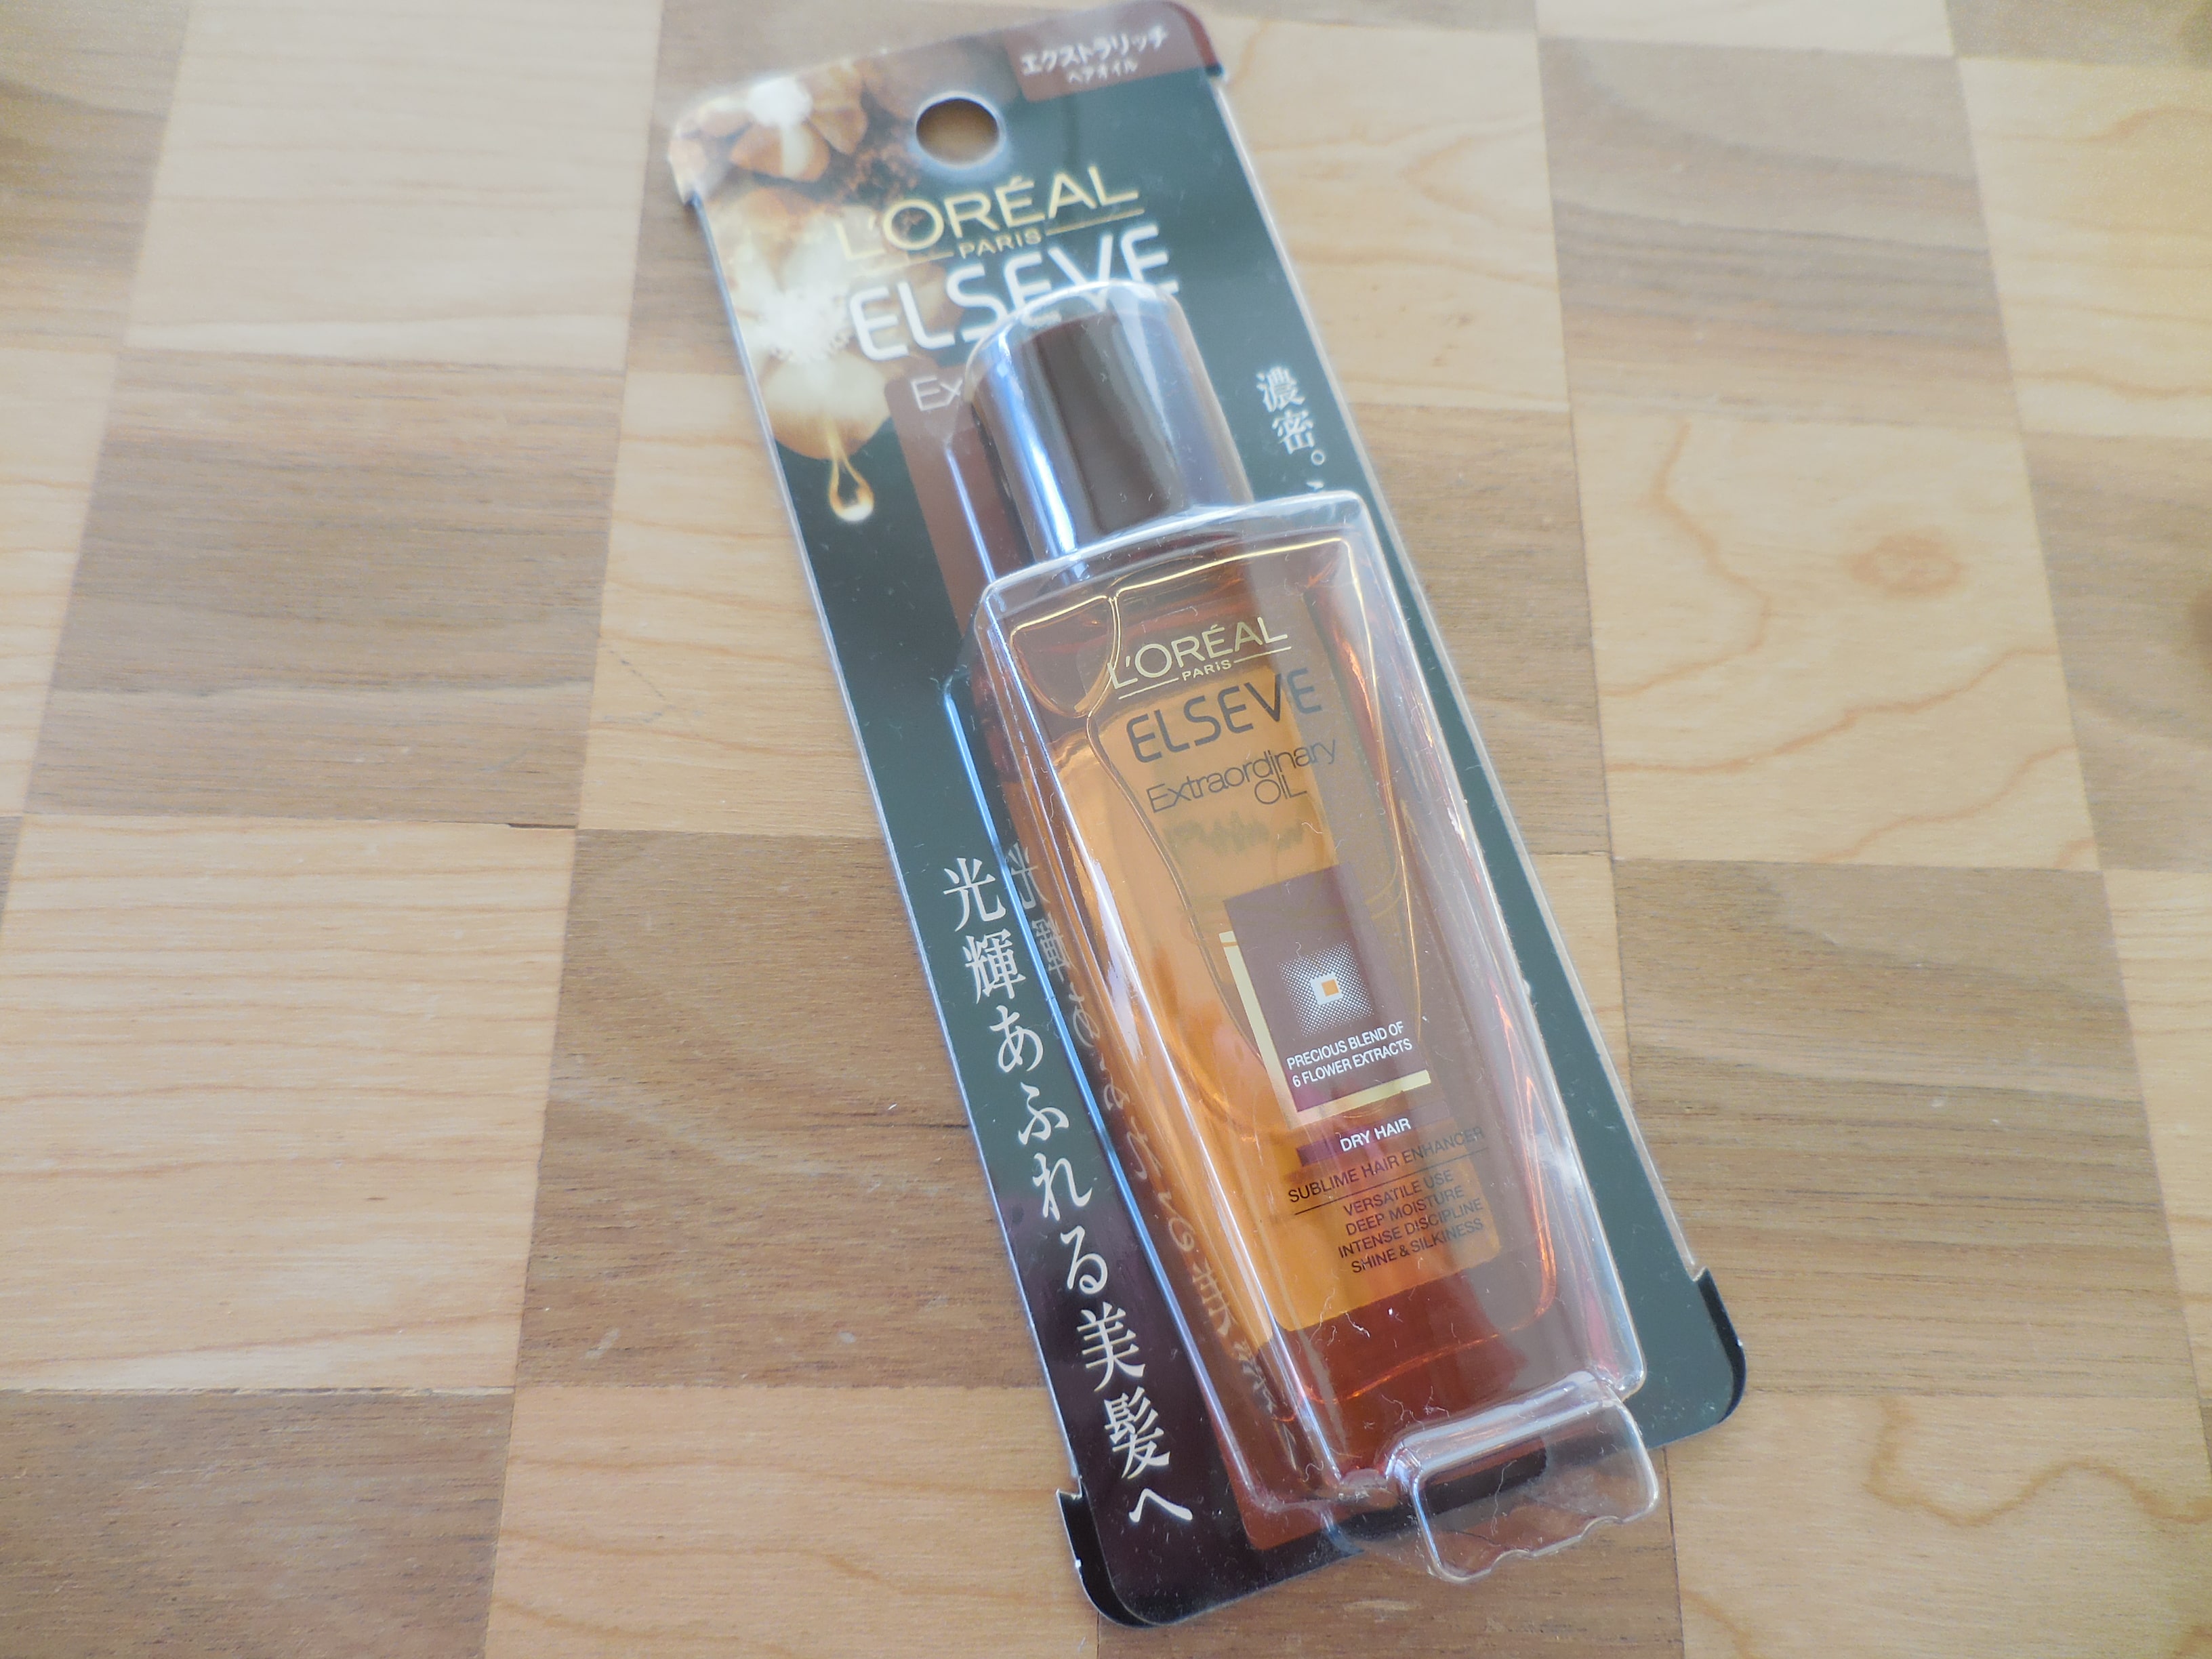 エクストラリッチ
ヘアオイル
L'ORÉAL
PARIS
ELSEVE
濃密。
L'ORÉAL
PARIS
ELSEVE
Extraordinary
OIL
PRECIOUS BLEND OF
6 FLOWER EXTRACTS
DRY HAIR
SUBLIME HAIR ENHANCER
VERSATILE USE
DEEP MOISTURE
INTENSE DISCIPLINE
SHINE & SILKINESS
光輝あふれる美髪へ